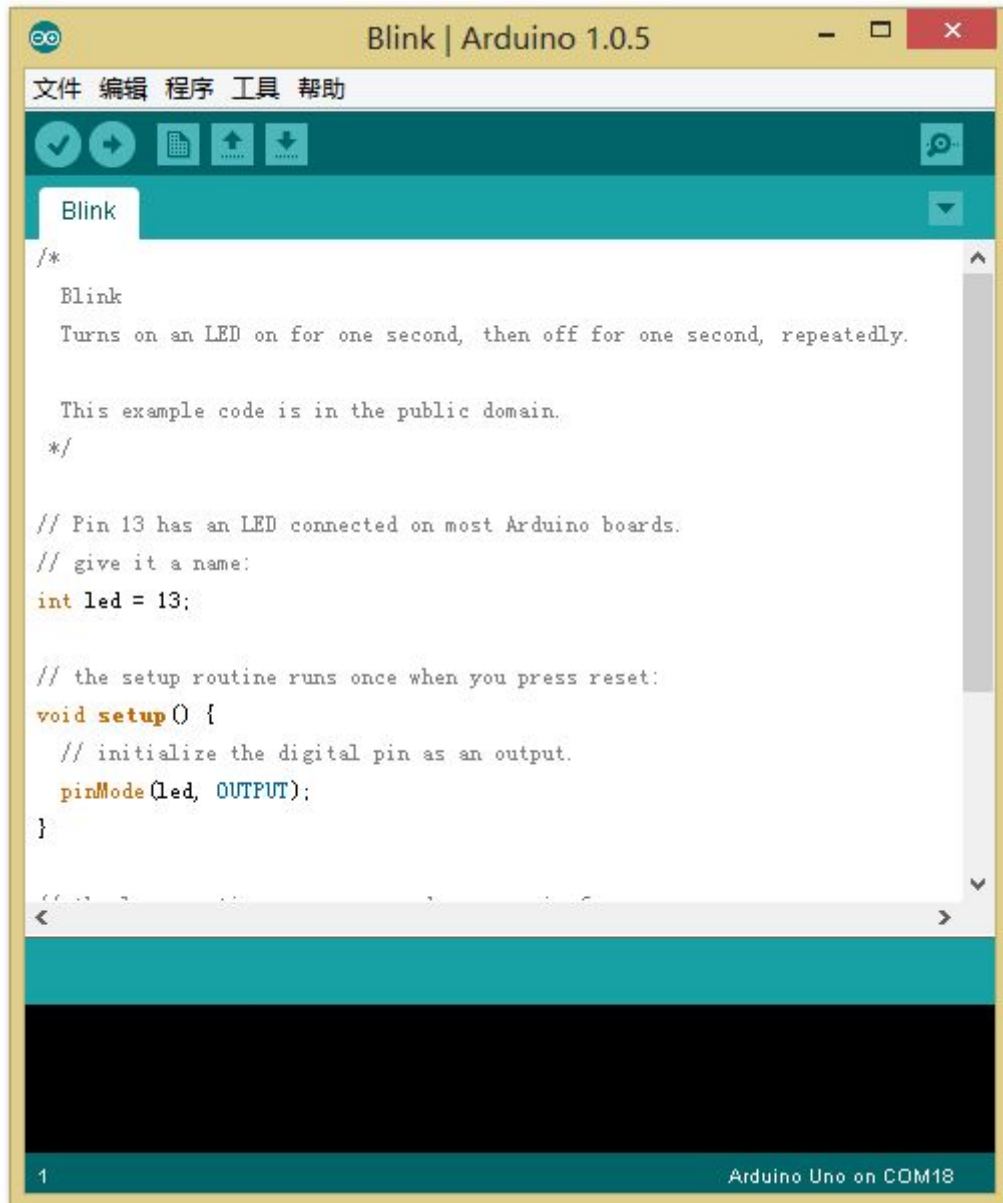 Blink | Arduino 1.0.5
文件 编辑 程序 工具 帮助
Blink
/*
  Blink
  Turns on an LED on for one second, then off for one second, repeatedly.

  This example code is in the public domain.
 */

// Pin 13 has an LED connected on most Arduino boards.
// give it a name:
int led = 13;

// the setup routine runs once when you press reset:
void setup() {
  // initialize the digital pin as an output.
  pinMode(led, OUTPUT);
}
1
Arduino Uno on COM18